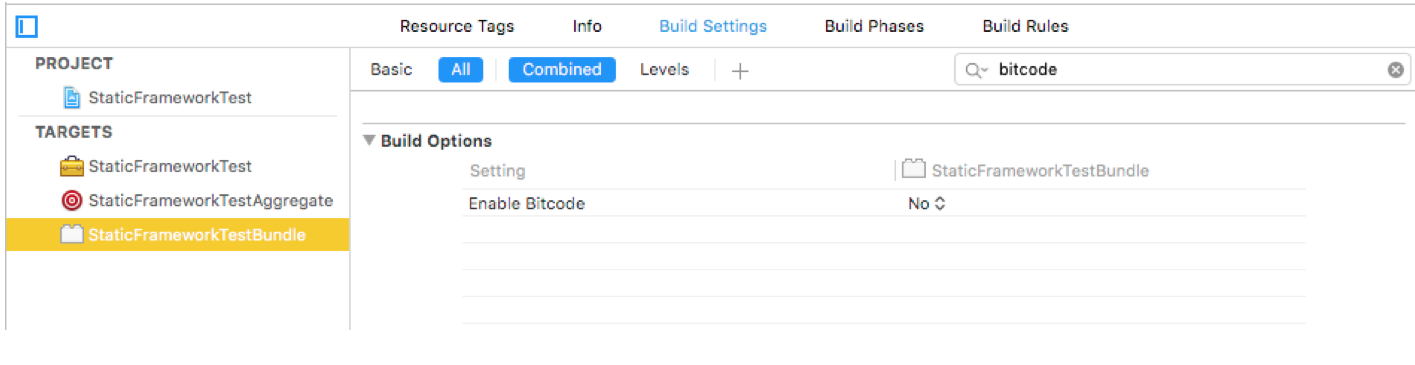 Resource Tags Info Build Settings Build Phases Build Rules
PROJECT
StaticFrameworkTest
TARGETS
StaticFrameworkTest
StaticFrameworkTestAggregate
StaticFrameworkTestBundle
Basic All Combined Levels + bitcode
Build Options
Setting StaticFrameworkTestBundle
Enable Bitcode No